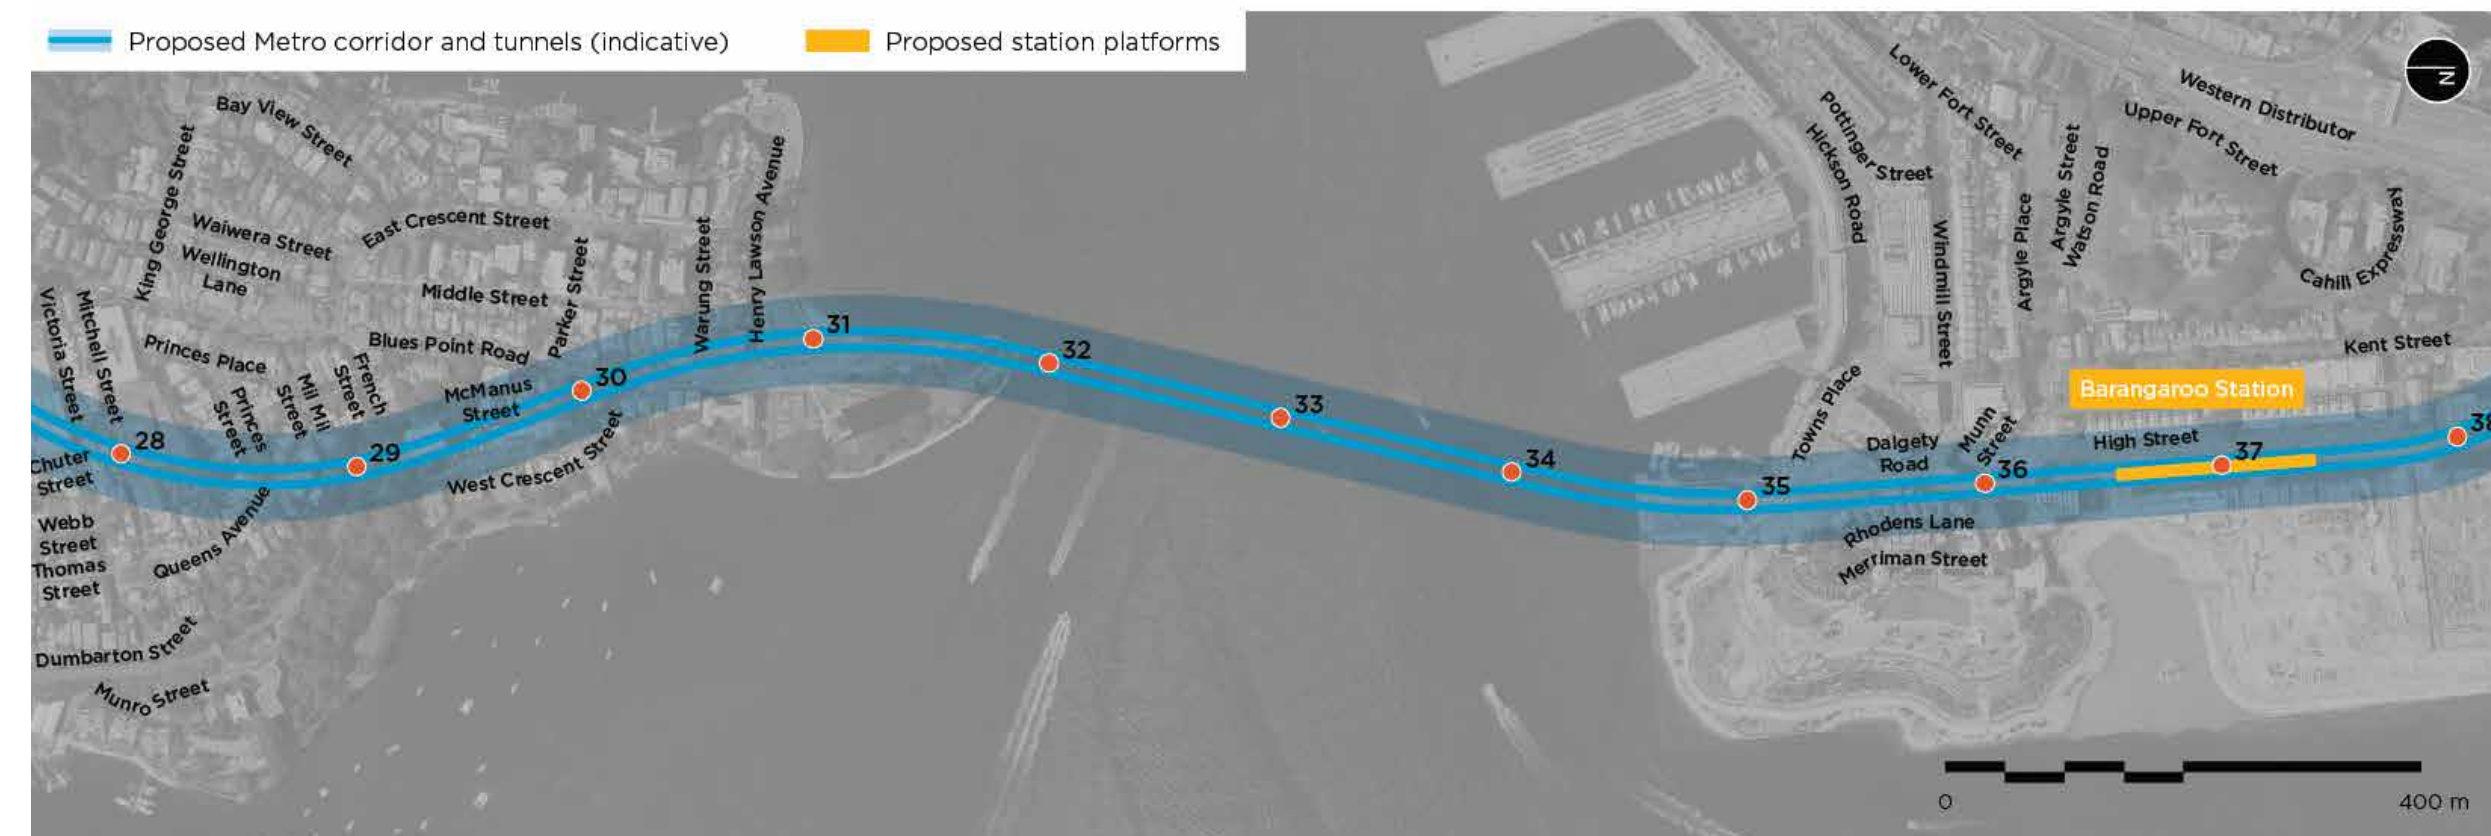 Proposed Metro corridor and tunnels (indicative)
Proposed station platforms
N
Bay View Street
King George Street
Waiwera Street
Wellington
Lane
East Crescent Street
Middle Street
Parker Street
Warung Street
Henry Lawson Avenue
Victoria Street
Mitchell Street
Princes Place
Blues Point Road
Princes
Street
Mil Mil
Street
French
Street
McManus
Street
West Crescent Street
Chuter
Street
Webb
Street
Thomas
Street
Queens Avenue
Dumbarton Street
Munro Street
28
29
30
31
32
33
34
35
36
37
38
Lower Fort Street
Pottinger Street
Hickson Road
Windmill Street
Argyle Place
Argyle Street
Watson Road
Western Distributor
Upper Fort Street
Cahill Expressway
Kent Street
Barangaroo Station
High Street
Towns Place
Dalgety
Road
Munn
Street
Rhodens Lane
Merriman Street
0
400 m